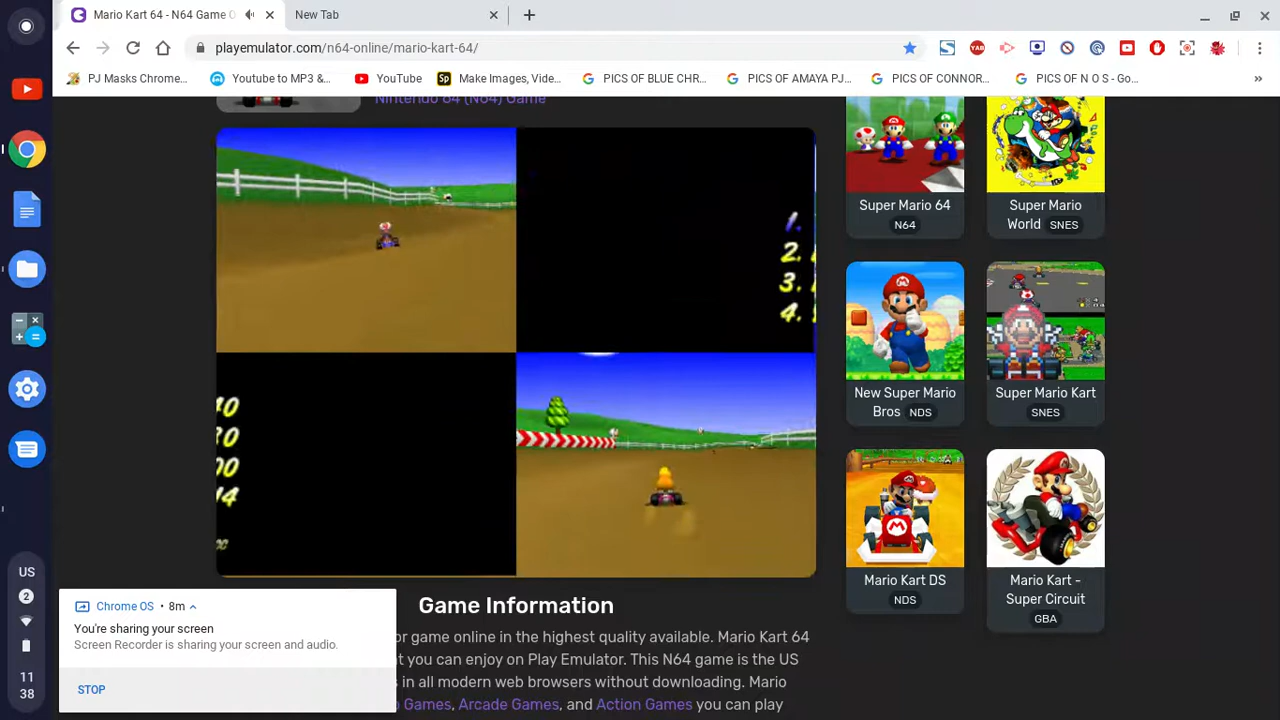 Mario Kart 64 - N64 Game O
New Tab
playemulator.com/n64-online/mario-kart-64/
PJ Masks Chrome...
Youtube to MP3 &...
YouTube
Make Images, Vide...
PICS OF BLUE CHR...
PICS OF AMAYA PJ...
PICS OF CONNOR...
PICS OF N O S - Go...
»
YAB
Nintendo 64 (N64) Game
1.
2.
3.
4.
Super Mario 64
N64
Super Mario
World SNES
New Super Mario
Bros NDS
Super Mario Kart
SNES
Mario Kart DS
NDS
Mario Kart -
Super Circuit
GBA
US
2
11
38
Chrome OS • 8m
You're sharing your screen
Screen Recorder is sharing your screen and audio.
STOP
Game Information
or game online in the highest quality available. Mario Kart 64
t you can enjoy on Play Emulator. This N64 game is the US
s in all modern web browsers without downloading. Mario
Games, Arcade Games, and Action Games you can play